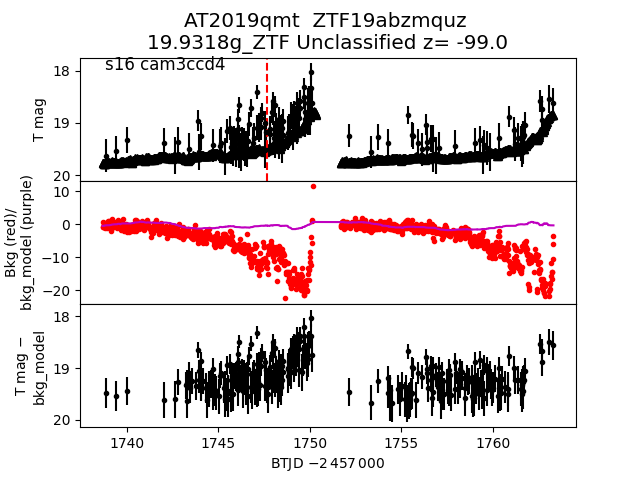 AT2019qmt  ZTF19abzmquz
19.9318g_ZTF Unclassified z= -99.0
s16 cam3ccd4
18
19
20
T mag
10
0
−10
−20
Bkg (red)/
bkg_model (purple)
18
19
20
T mag −
bkg_model
1740
1745
1750
1755
1760
BTJD −2 457 000